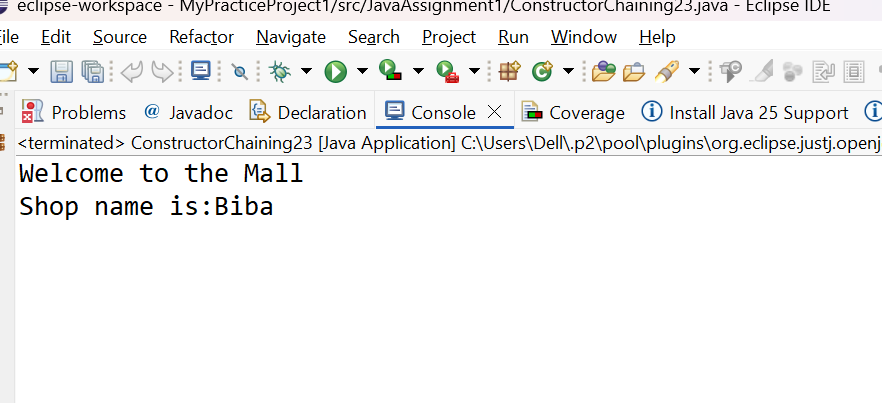 eclipse-workspace - MyPracticeProject1/src/JavaAssignment1/ConstructorChaining23.java - Eclipse IDE
ile Edit Source Refactor Navigate Search Project Run Window Help
Problems @ Javadoc Declaration Console Coverage Install Java 25 Support
<terminated> ConstructorChaining23 [Java Application] C:\Users\Dell\.p2\pool\plugins\org.eclipse.justj.openj
Welcome to the Mall
Shop name is:Biba